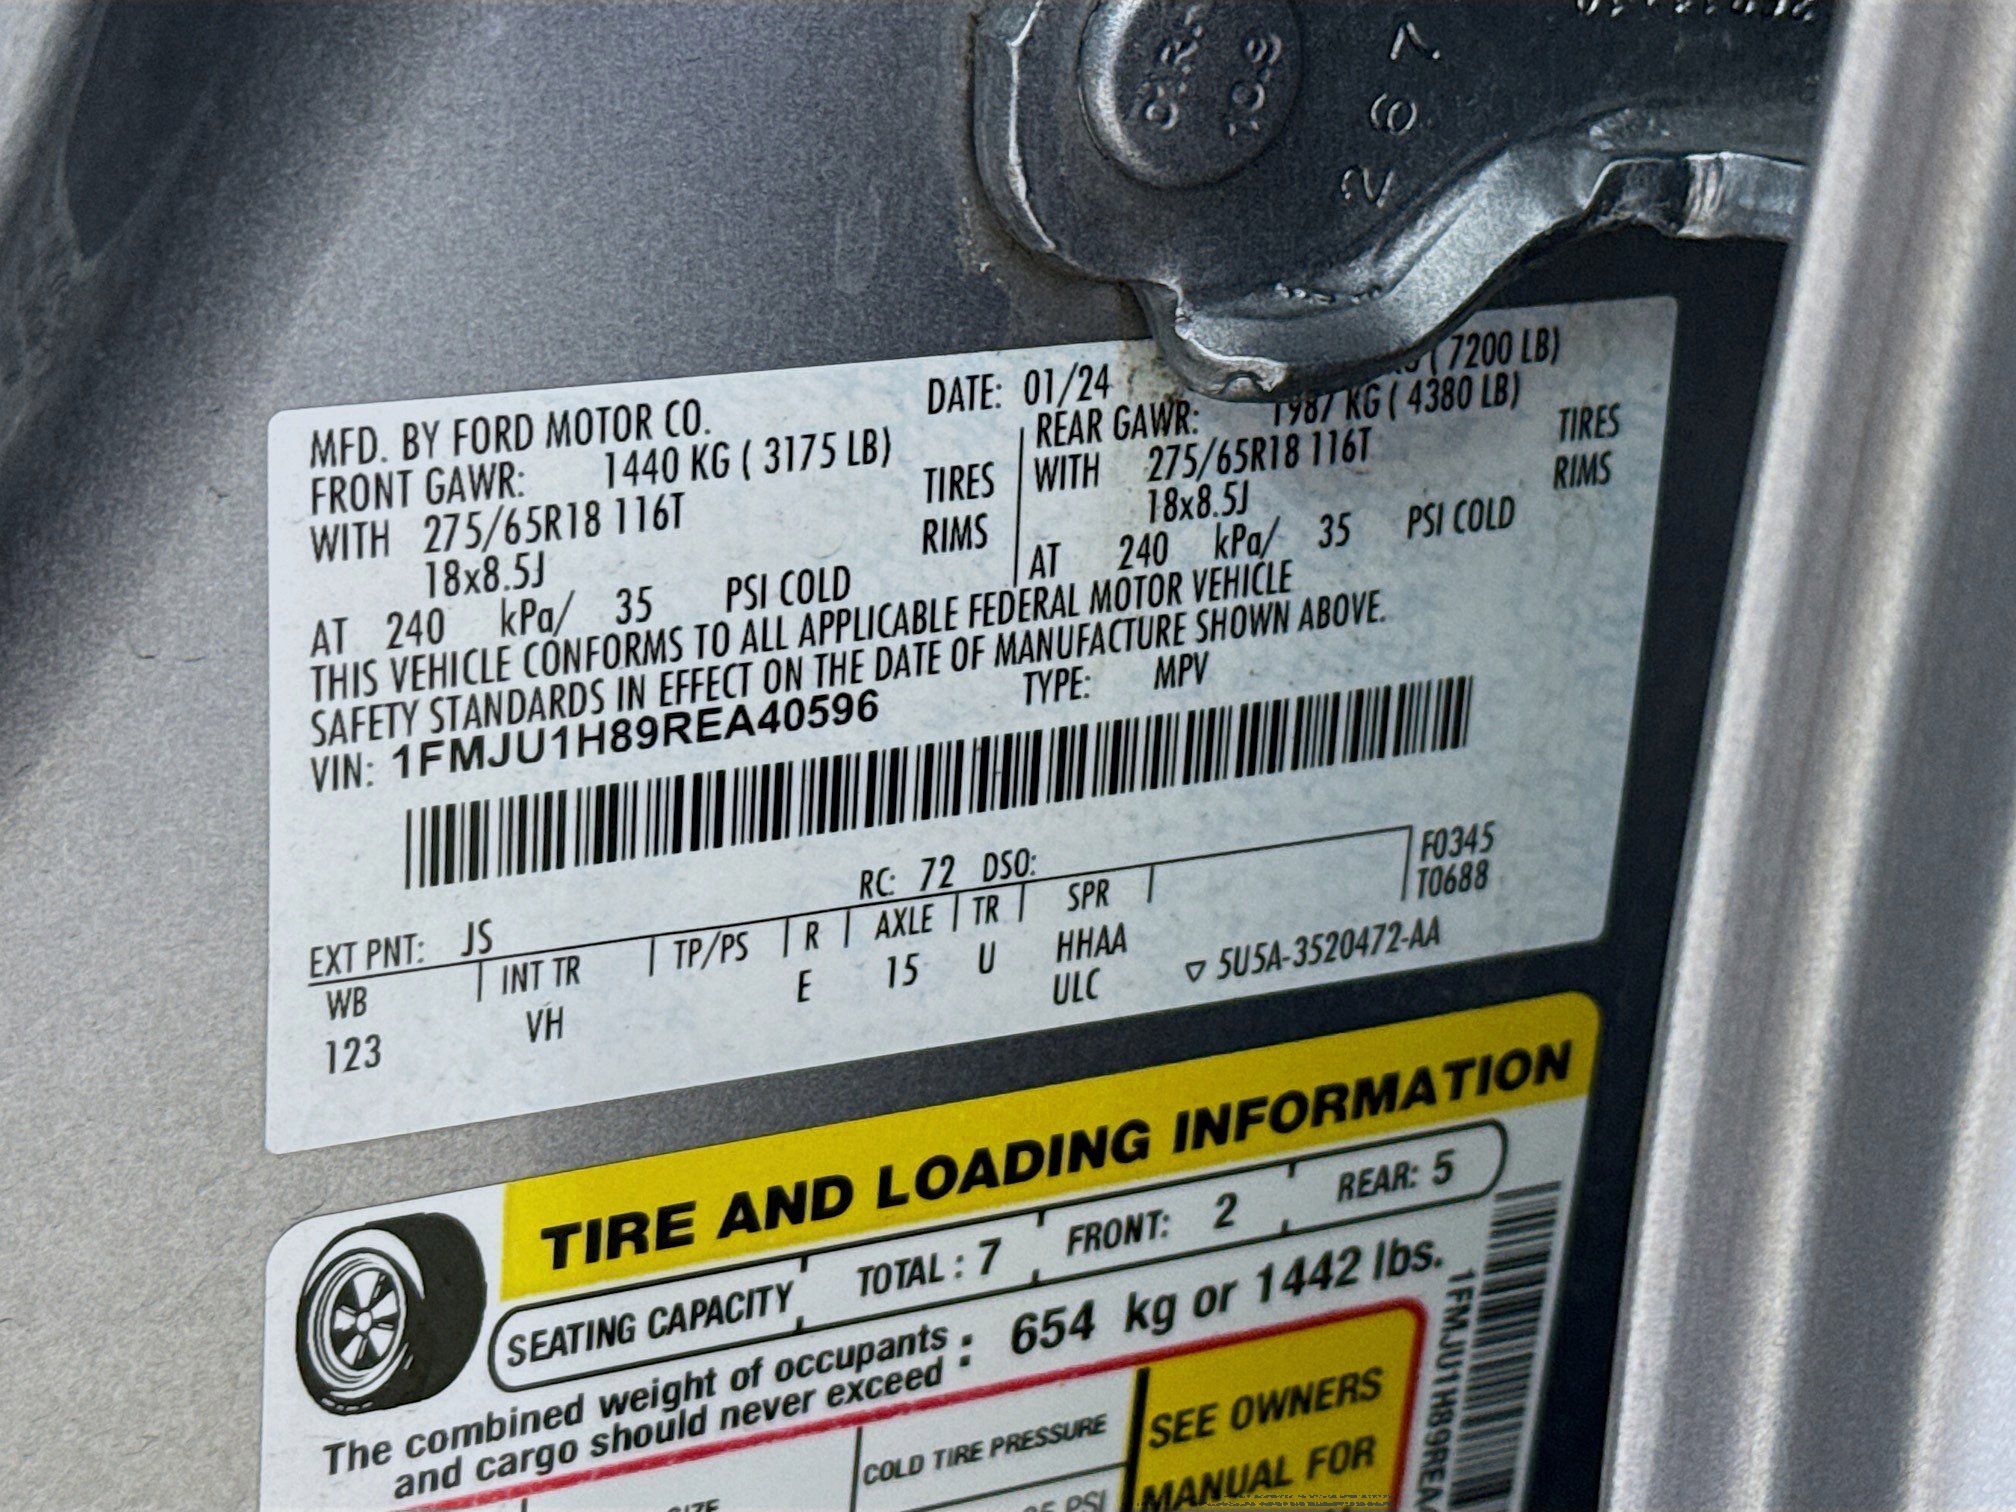 267
MFD. BY FORD MOTOR CO.
DATE: 01/24
( 7200 LB)
FRONT GAWR: 1440 KG ( 3175 LB)
WITH 275/65R18 116T TIRES
18x8.5J RIMS
AT 240 kPa/ 35 PSI COLD
REAR GAWR: 1987 KG ( 4380 LB)
WITH 275/65R18 116T TIRES
18x8.5J RIMS
AT 240 kPa/ 35 PSI COLD
THIS VEHICLE CONFORMS TO ALL APPLICABLE FEDERAL MOTOR VEHICLE
SAFETY STANDARDS IN EFFECT ON THE DATE OF MANUFACTURE SHOWN ABOVE.
VIN: 1FMJU1H89REA40596
TYPE: MPV
F0345
T0688
EXT PNT: JS RC: 72 DSO:
WB INT TR TP/PS R AXLE TR SPR
123 VH E 15 U HHAA
ULC
5U5A-3520472-AA
TIRE AND LOADING INFORMATION
SEATING CAPACITY TOTAL : 7 FRONT: 2 REAR: 5
The combined weight of occupants
and cargo should never exceed : 654 kg or 1442 lbs.
COLD TIRE PRESSURE
SEE OWNERS
MANUAL FOR
PSI